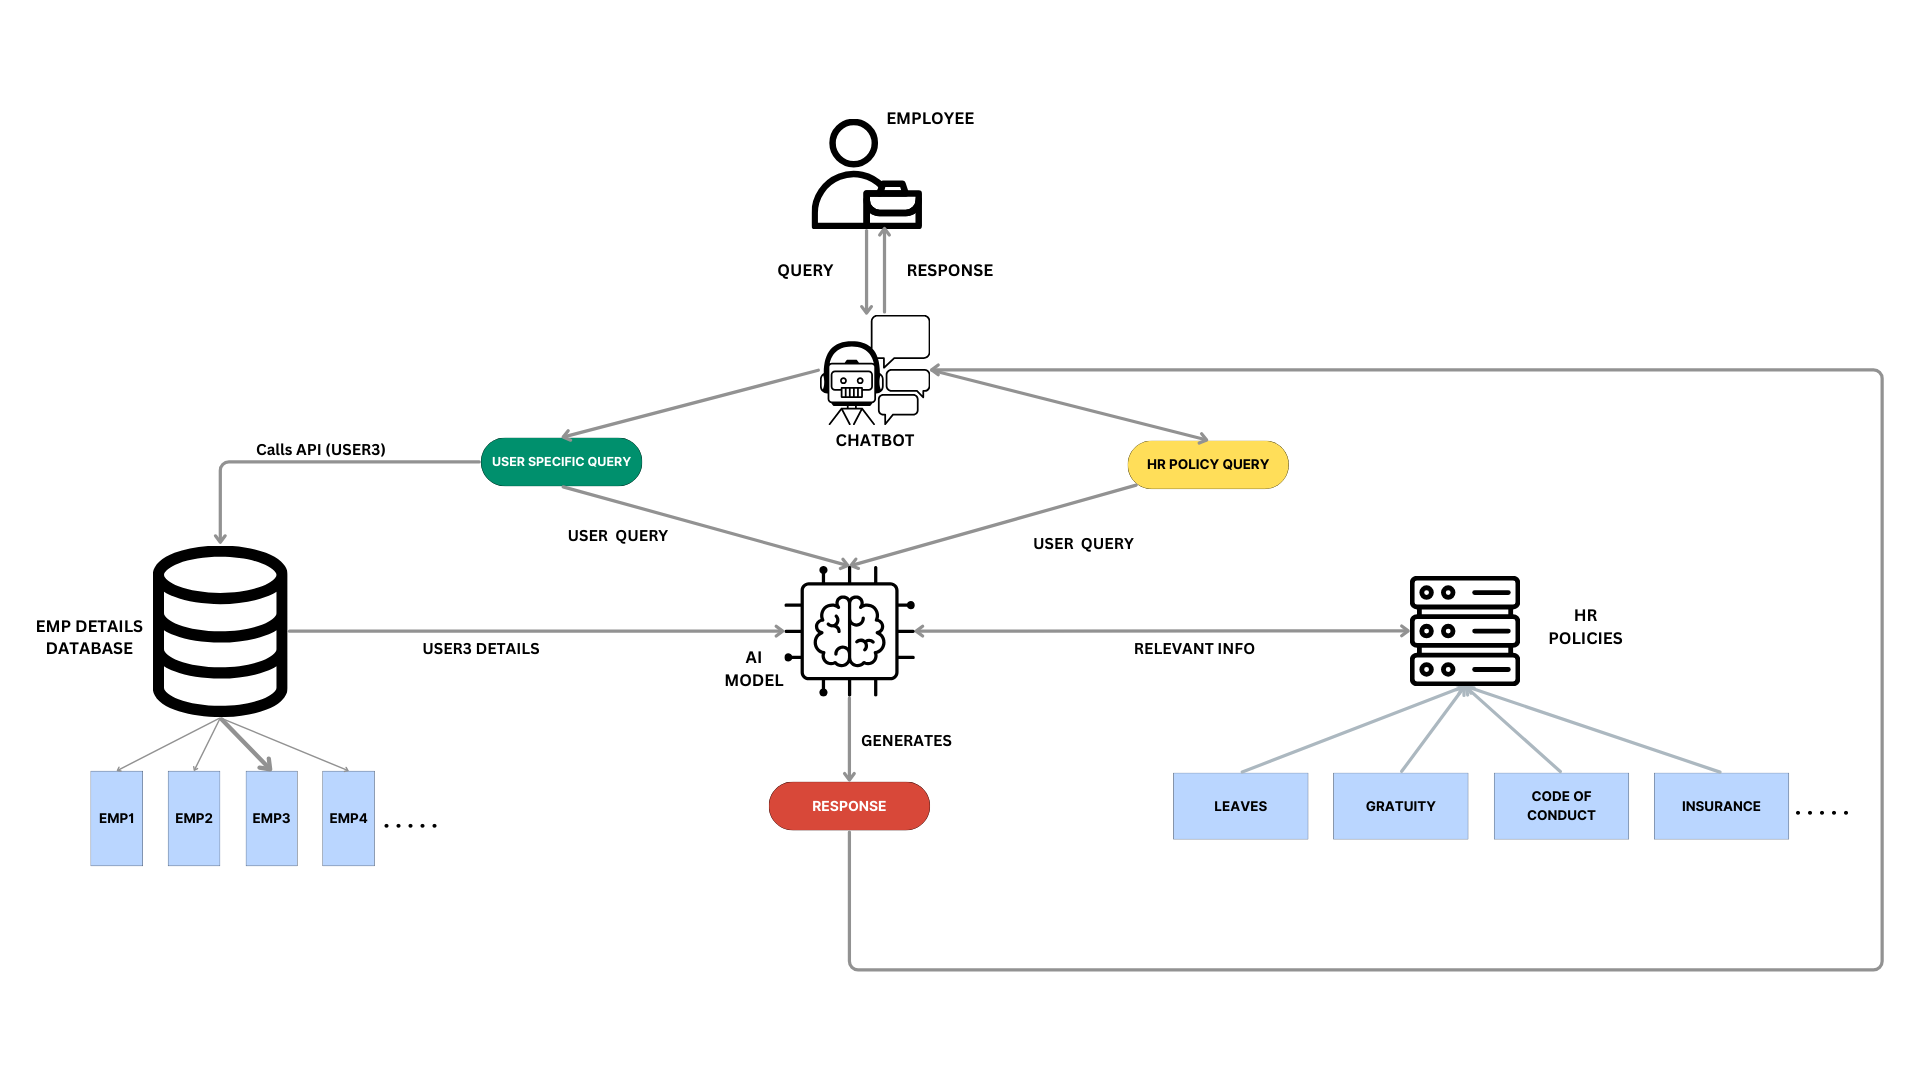 EMPLOYEE
QUERY
RESPONSE
CHATBOT
Calls API (USER3)
USER SPECIFIC QUERY
HR POLICY QUERY
USER QUERY
USER QUERY
EMP DETAILS
DATABASE
USER3 DETAILS
AI
MODEL
RELEVANT INFO
HR
POLICIES
GENERATES
RESPONSE
EMP1
EMP2
EMP3
EMP4
.....
LEAVES
GRATUITY
CODE OF
CONDUCT
INSURANCE
.....